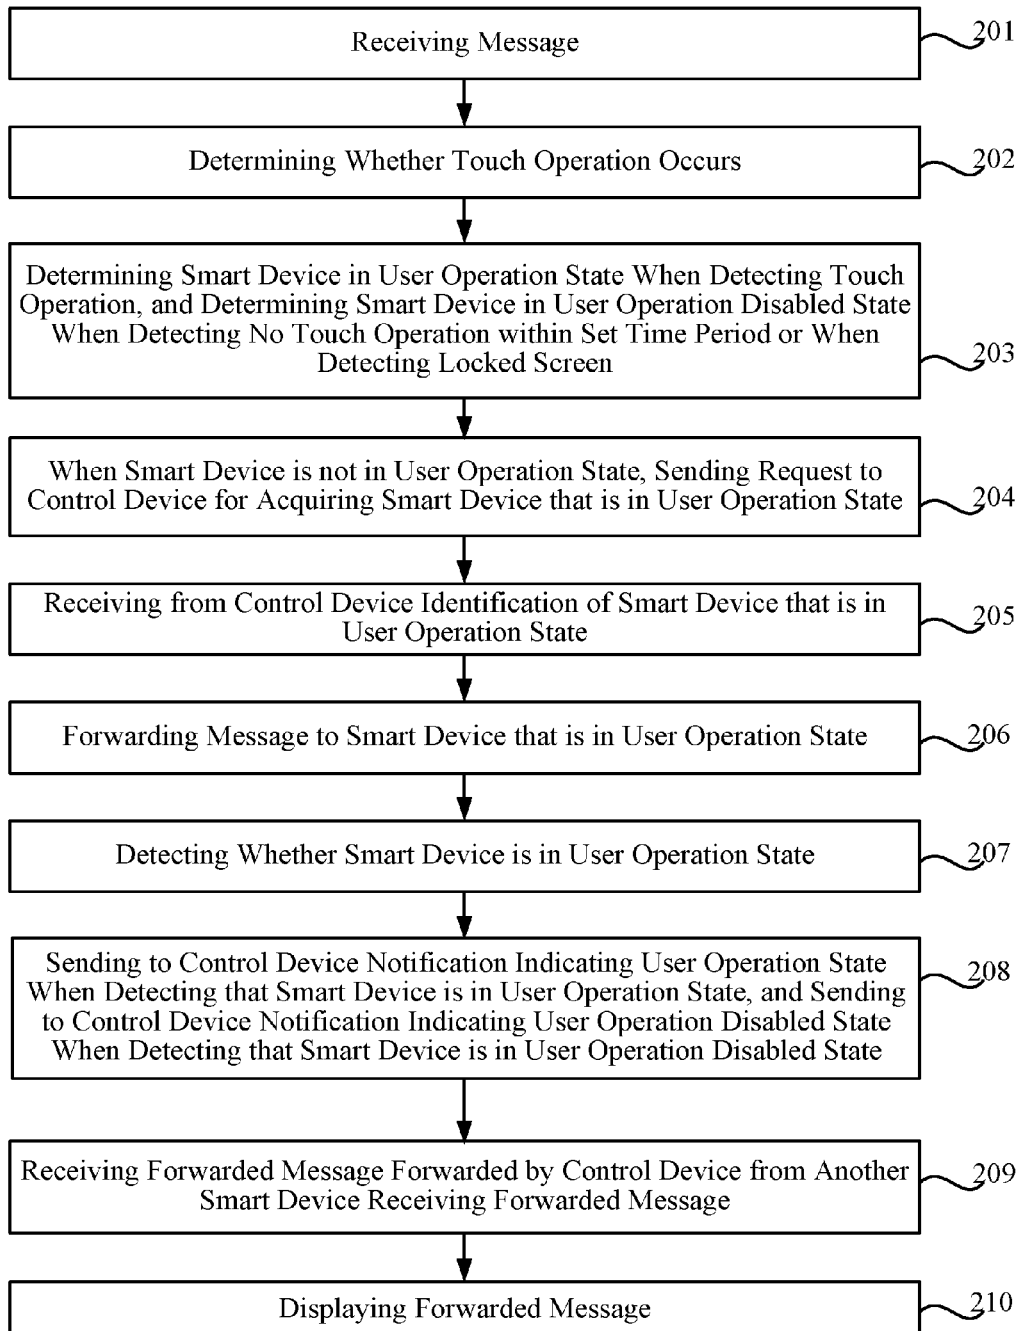 Receiving Message
201
Determining Whether Touch Operation Occurs
202
Determining Smart Device in User Operation State When Detecting Touch
Operation, and Determining Smart Device in User Operation Disabled State
When Detecting No Touch Operation within Set Time Period or When
Detecting Locked Screen
203
When Smart Device is not in User Operation State, Sending Request to
Control Device for Acquiring Smart Device that is in User Operation State
204
Receiving from Control Device Identification of Smart Device that is in
User Operation State
205
Forwarding Message to Smart Device that is in User Operation State
206
Detecting Whether Smart Device is in User Operation State
207
Sending to Control Device Notification Indicating User Operation State
When Detecting that Smart Device is in User Operation State, and Sending
to Control Device Notification Indicating User Operation Disabled State
When Detecting that Smart Device is in User Operation Disabled State
208
Receiving Forwarded Message Forwarded by Control Device from Another
Smart Device Receiving Forwarded Message
209
Displaying Forwarded Message
210